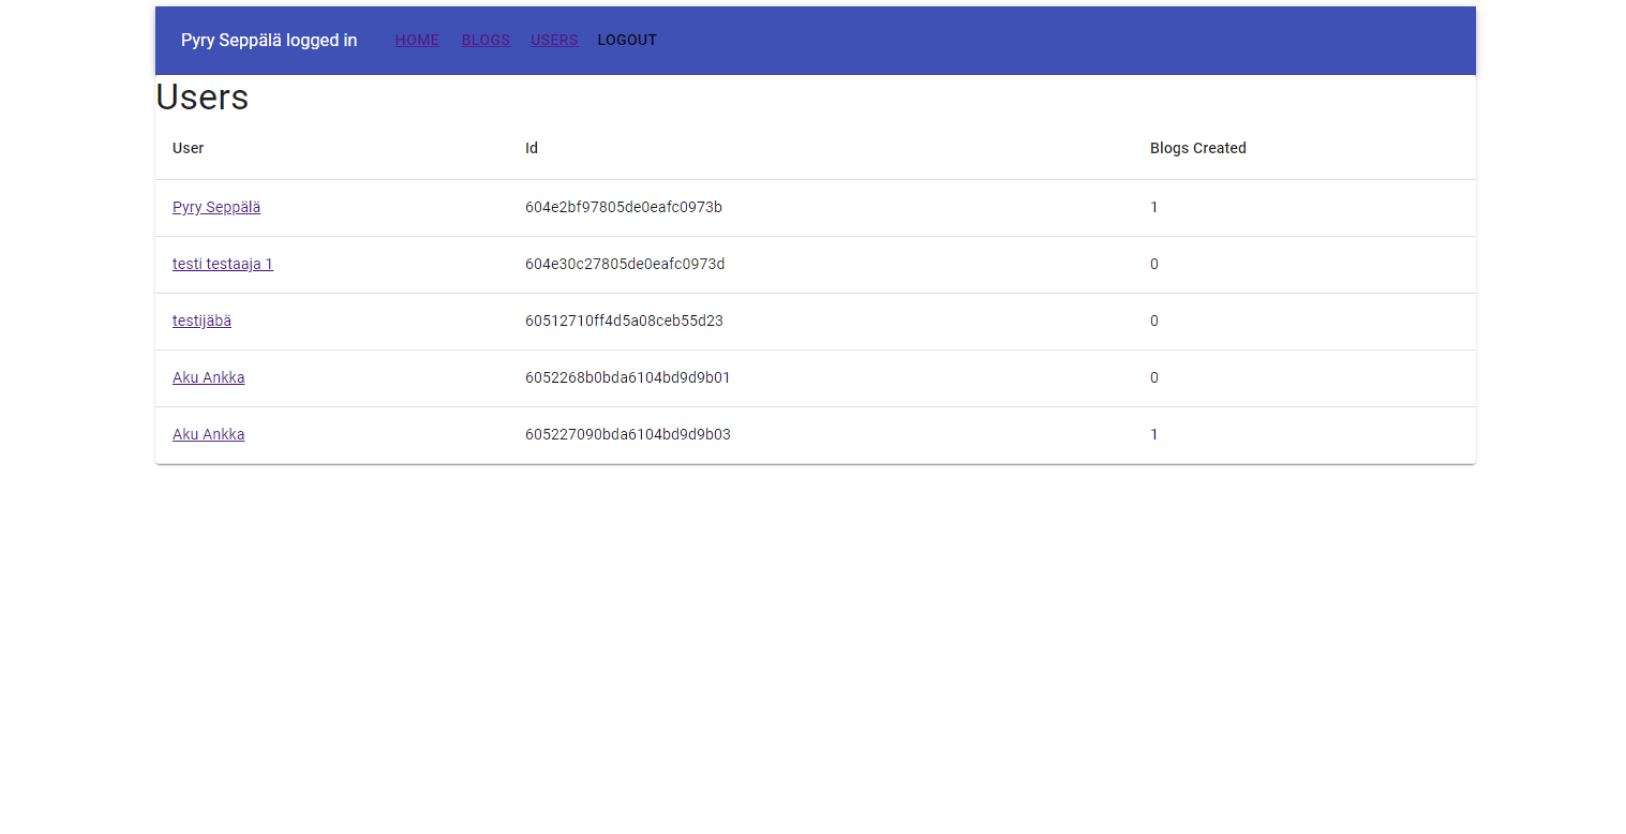 Pyry Seppälä logged in HOME BLOGS USERS LOGOUT
Users
User Id Blogs Created
Pyry Seppälä 604e2bf97805de0eafc0973b 1
testi testaaja 1 604e30c27805de0eafc0973d 0
testijäbä 60512710ff4d5a08ceb55d23 0
Aku Ankka 6052268b0bda6104bd9d9b01 0
Aku Ankka 605227090bda6104bd9d9b03 1